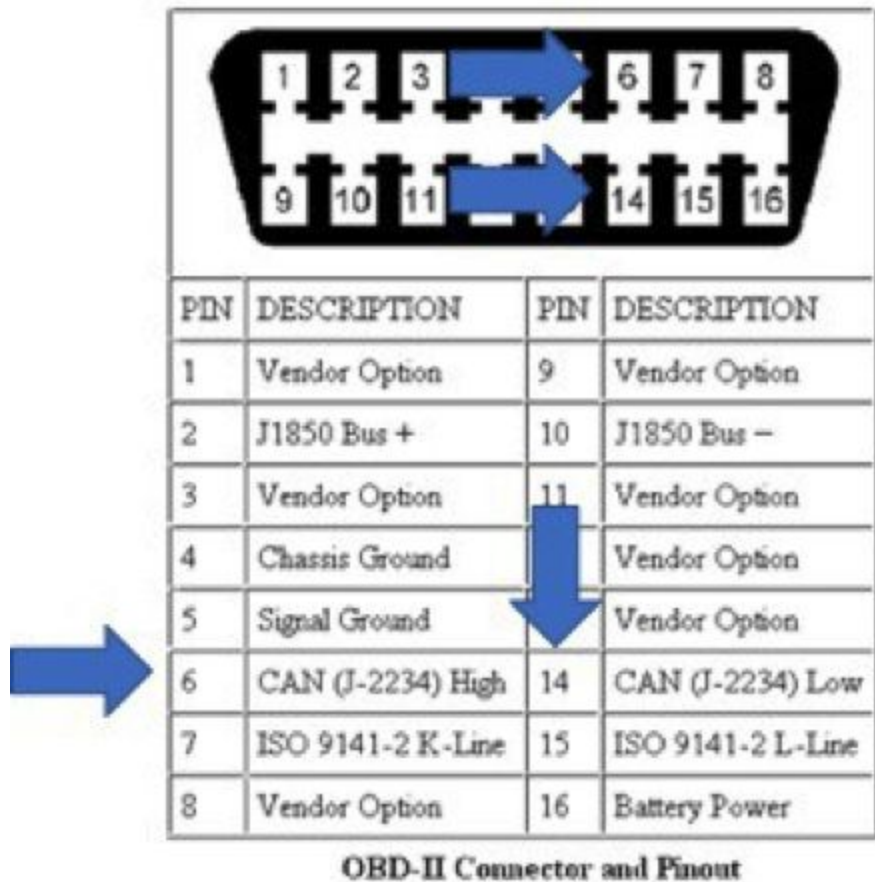 1 2 3 6 7 8
9 10 11 14 15 16
PIN DESCRIPTION PIN DESCRIPTION
1 Vendor Option 9 Vendor Option
2 J1850 Bus + 10 J1850 Bus −
3 Vendor Option 11 Vendor Option
4 Chassis Ground Vendor Option
5 Signal Ground Vendor Option
6 CAN (J-2234) High 14 CAN (J-2234) Low
7 ISO 9141-2 K-Line 15 ISO 9141-2 L-Line
8 Vendor Option 16 Battery Power
OBD-II Connector and Pinout